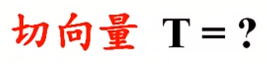 切向量 T = ?